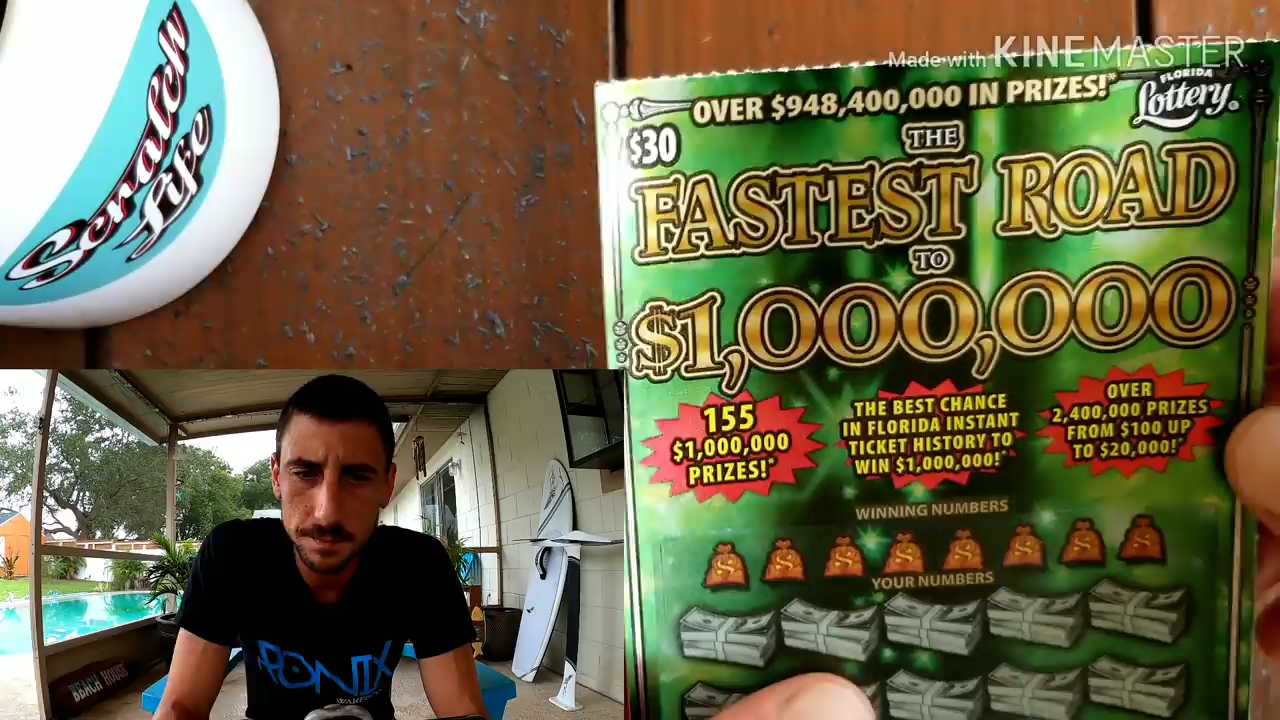 Scratch
Life
Made with KINEMASTER
OVER $948,400,000 IN PRIZES!*
FLORIDA
Lottery®
$30
THE
FASTEST ROAD
TO
$1,000,000
155
$1,000,000
PRIZES!*
THE BEST CHANCE
IN FLORIDA INSTANT
TICKET HISTORY TO
WIN $1,000,000!*
OVER
2,400,000 PRIZES
FROM $100 UP
TO $20,000!*
WINNING NUMBERS
YOUR NUMBERS
RONIX
BEACH HOUSE